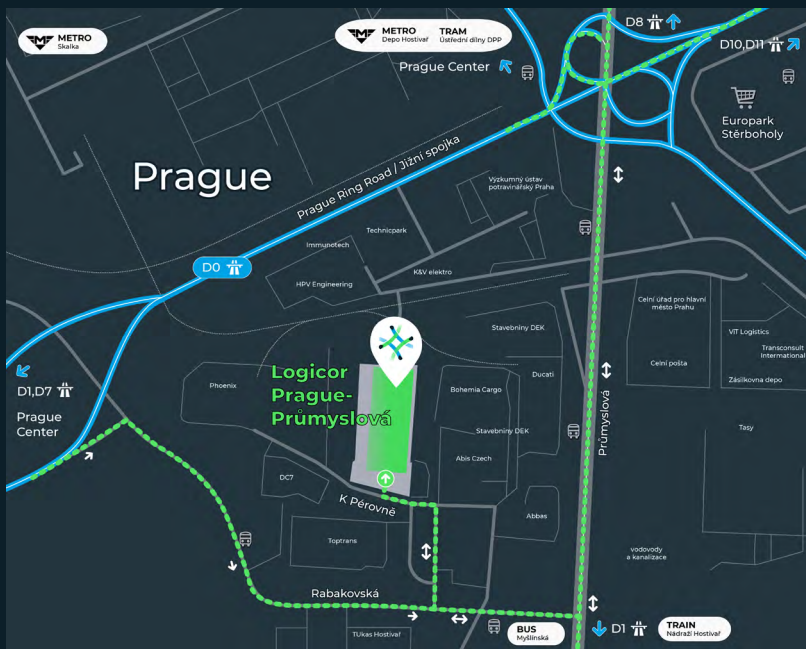 METRO
Skalka
METRO
Depo Hostivař
TRAM
Ústřední dílny DPP
D8
D10,D11
Prague Center
Europark
Stěrboholy
Prague
Prague Ring Road / Jižní spojka
Výzkumný ústav
potravinářský Praha
Technicpark
Immunotech
D0
HPV Engineering
K&V elektro
Celní úřad pro hlavní
město Prahu
Stavebniny DEK
VIT Logistics
Transconsult
International
Celní pošta
Zásilkovna depo
Logicor
Prague-
Průmyslová
D1,D7
Prague
Center
Phoenix
Ducati
Bohemia Cargo
Průmyslová
Stavebniny DEK
Tasy
Abis Czech
DC7
K Pérovně
Abbas
Toptrans
vodovody
a kanalizace
Rabakovská
TUkas Hostivař
BUS
Myšlínská
D1
TRAIN
Nádraží Hostivař